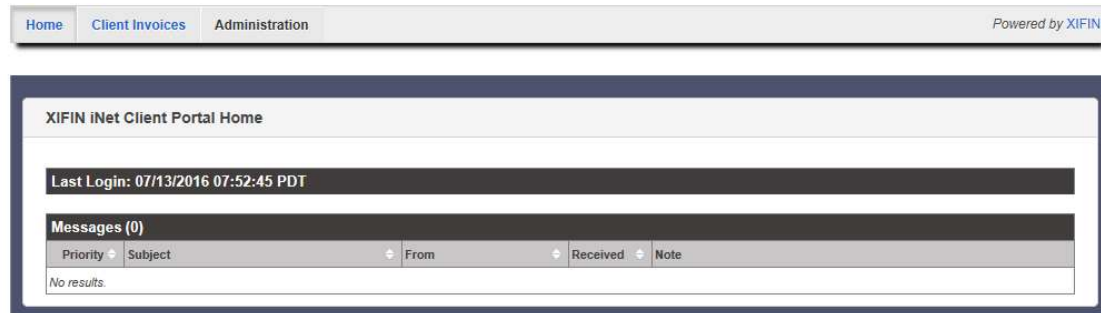 Home Client Invoices Administration Powered by XIFIN
XIFIN iNet Client Portal Home
Last Login: 07/13/2016 07:52:45 PDT
Messages (0)
Priority Subject From Received Note
No results.